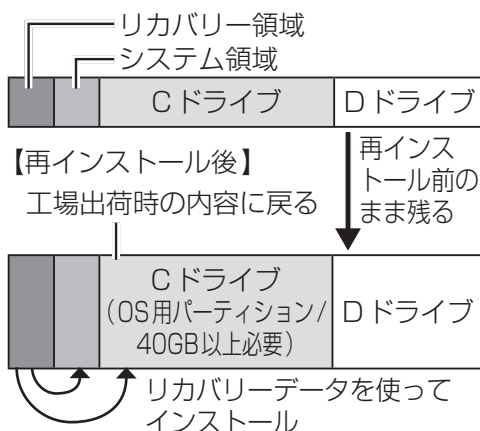 リカバリー領域
システム領域
Cドライブ
Dドライブ
【再インストール後】
工場出荷時の内容に戻る
再インス
トール前の
まま残る
Cドライブ
(OS用パーティション/
40GB以上必要)
Dドライブ
リカバリーデータを使って
インストール